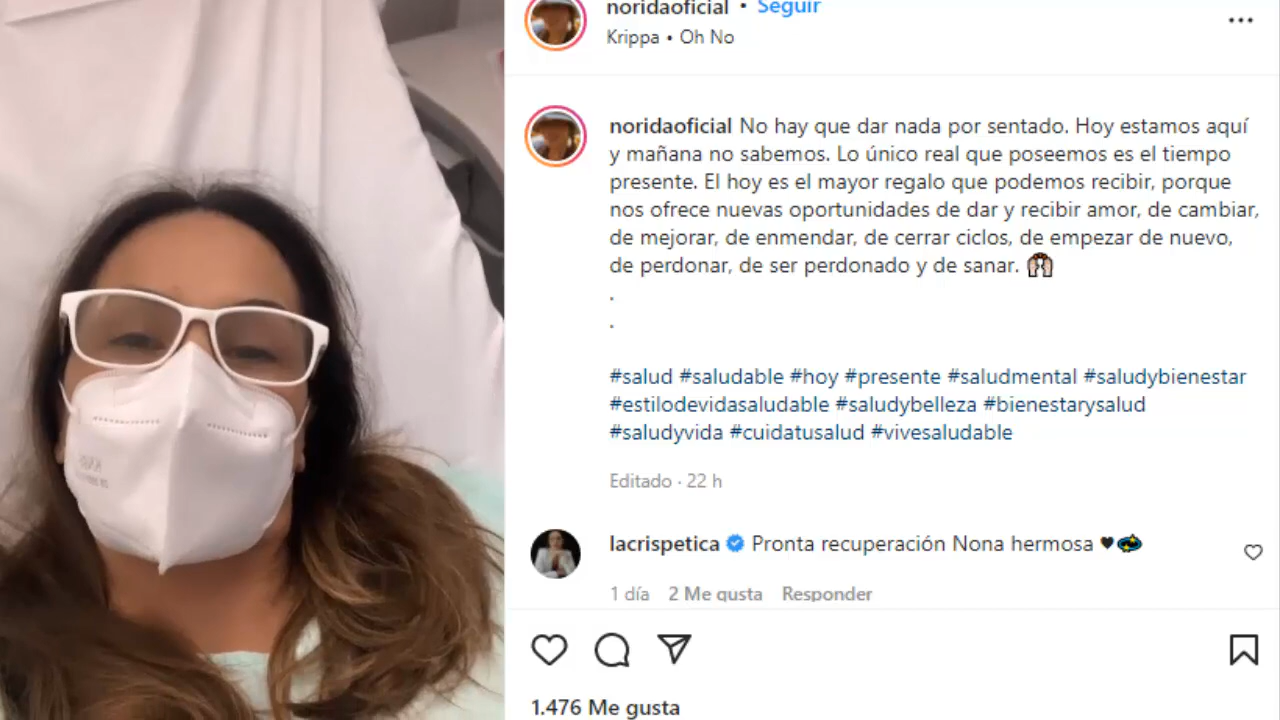 noridaoficial • Seguir
Krippa • Oh No
noridaoficial No hay que dar nada por sentado. Hoy estamos aquí
y mañana no sabemos. Lo único real que poseemos es el tiempo
presente. El hoy es el mayor regalo que podemos recibir, porque
nos ofrece nuevas oportunidades de dar y recibir amor, de cambiar,
de mejorar, de enmendar, de cerrar ciclos, de empezar de nuevo,
de perdonar, de ser perdonado y de sanar. 🙌
.
.
#salud #saludable #hoy #presente #saludmental #saludybienestar
#estilodevidasaludable #saludybelleza #bienestarysalud
#saludyvida #cuidatusalud #vivesaludable
Editado · 22 h
lacrispetica Pronta recuperación Nona hermosa 🖤💫
1 día 2 Me gusta Responder
1.476 Me gusta